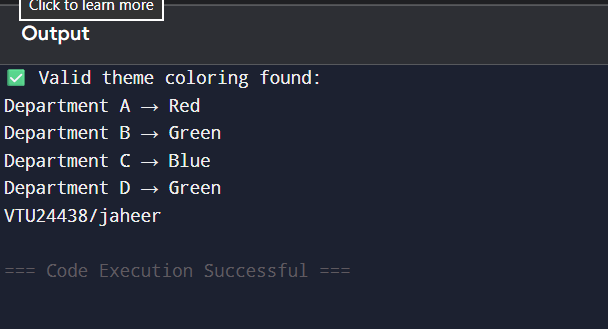 Click to learn more
Output
✅ Valid theme coloring found:
Department A → Red
Department B → Green
Department C → Blue
Department D → Green
VTU24438/jaheer
=== Code Execution Successful ===